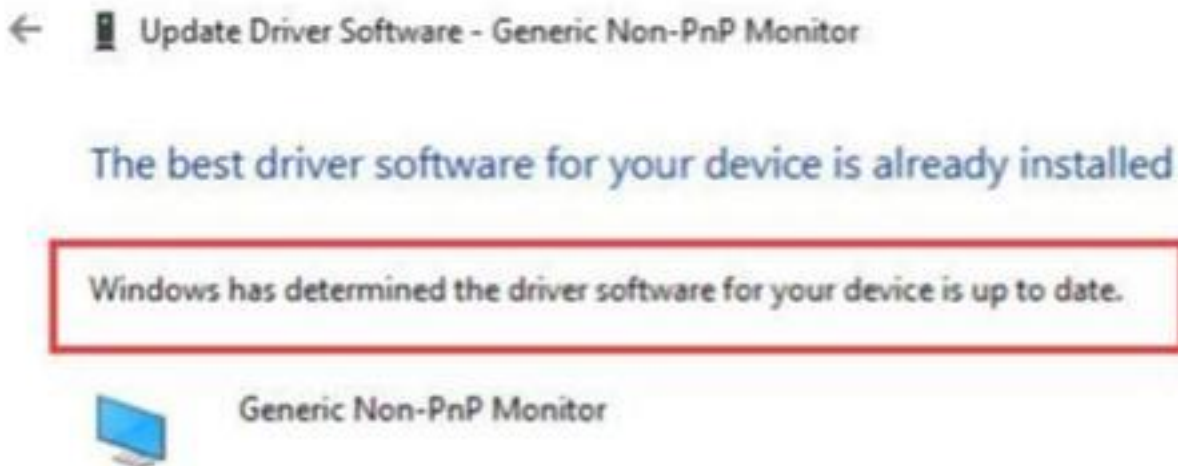 Update Driver Software - Generic Non-PnP Monitor
The best driver software for your device is already installed
Windows has determined the driver software for your device is up to date.
Generic Non-PnP Monitor